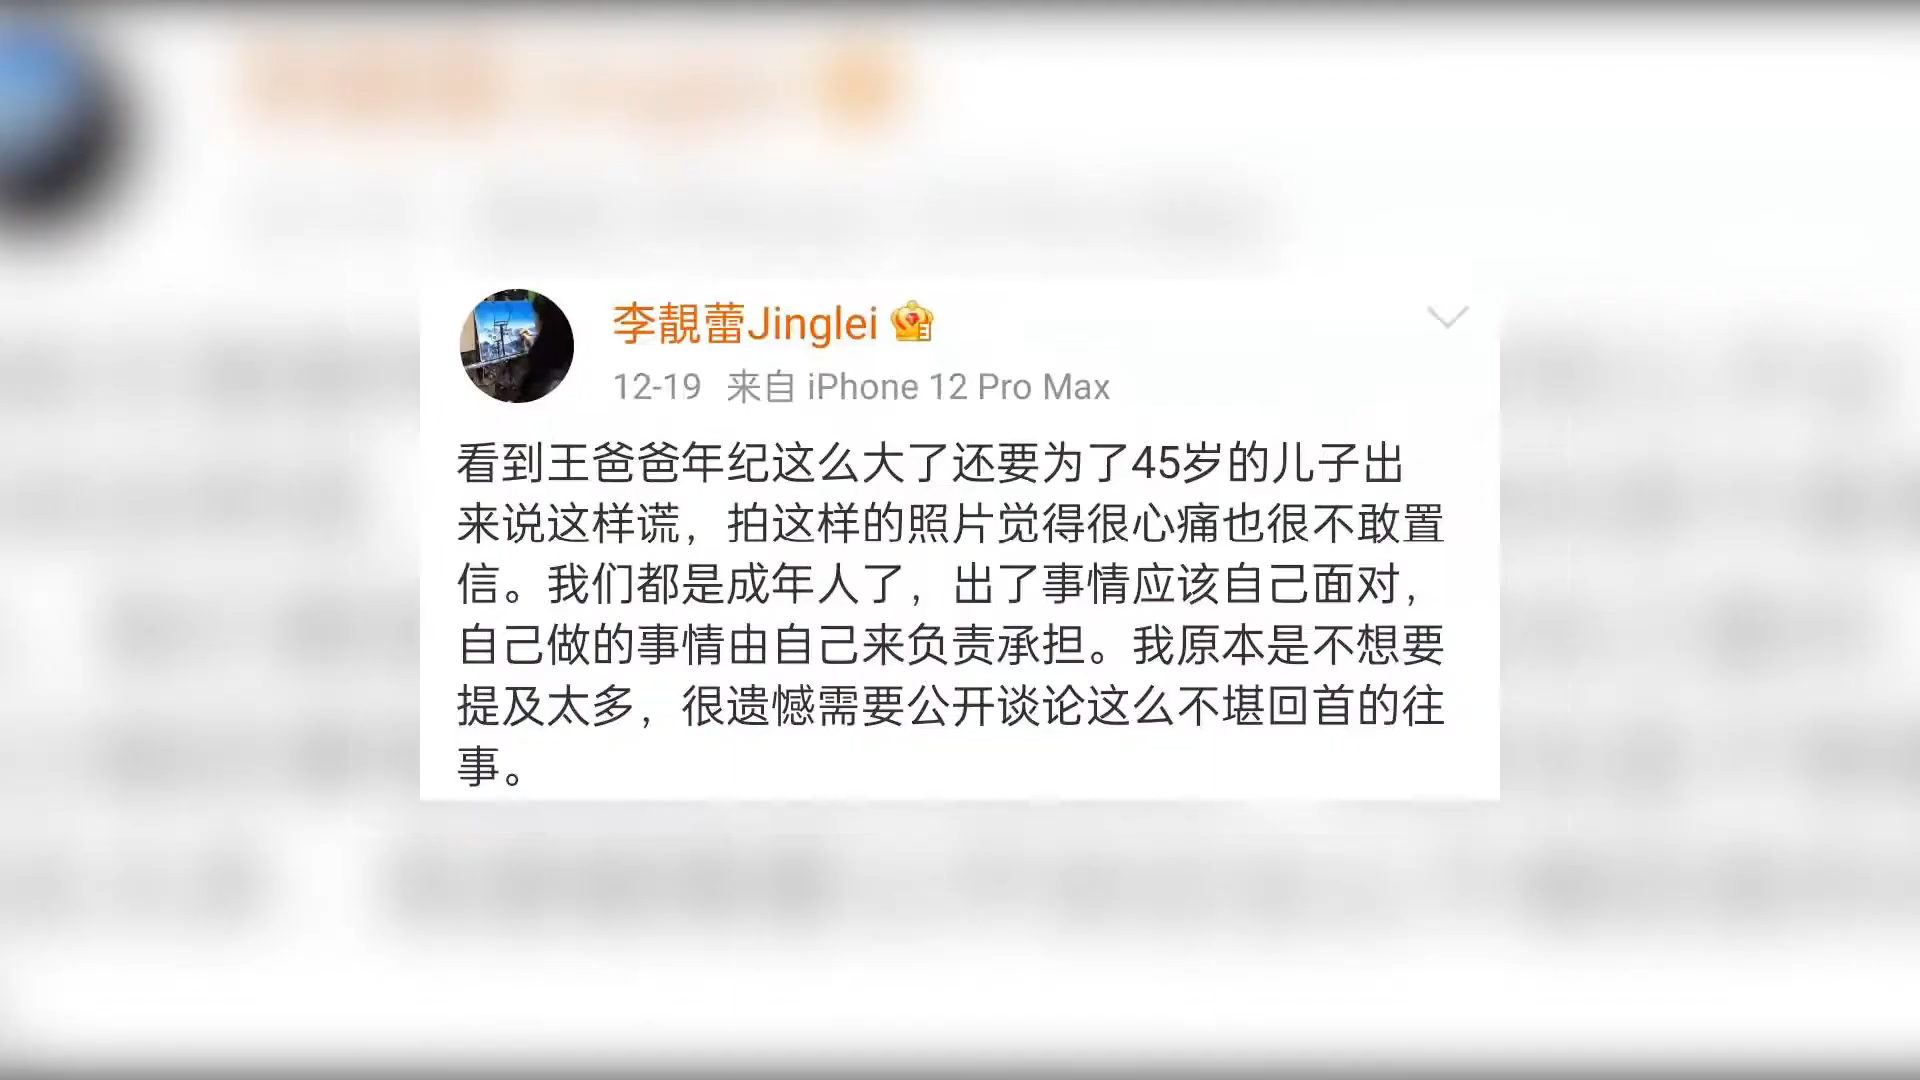 李靚蕾Jinglei
12-19 来自 iPhone 12 Pro Max
看到王爸爸年纪这么大了还要为了45岁的儿子出
来说这样谎，拍这样的照片觉得很心痛也很不敢置
信。我们都是成年人了，出了事情应该自己面对，
自己做的事情由自己来负责承担。我原本是不想要
提及太多，很遗憾需要公开谈论这么不堪回首的往
事。